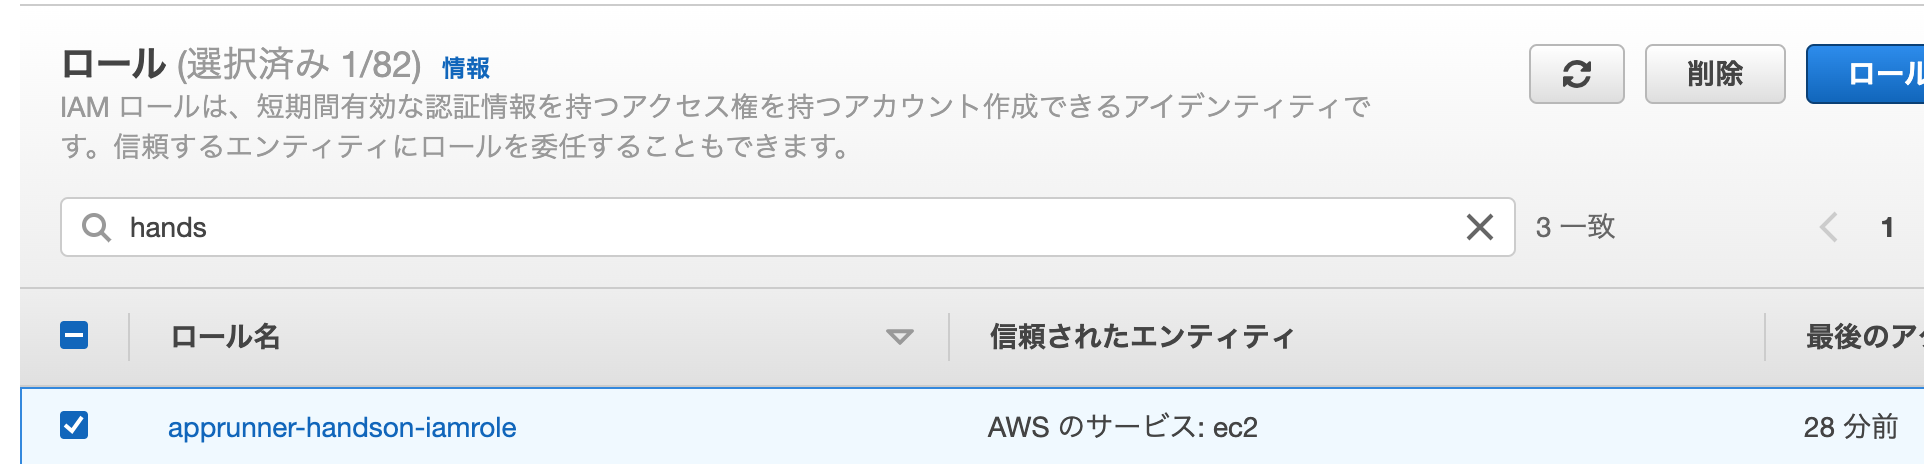 ロール (選択済み 1/82) 情報
削除
ロール
IAM ロールは、短期間有効な認証情報を持つアクセス権を持つアカウント作成できるアイデンティティで
す。信頼するエンティティにロールを委任することもできます。
hands
3 一致
1
ロール名
信頼されたエンティティ
最後のア
apprunner-handson-iamrole
AWS のサービス: ec2
28 分前